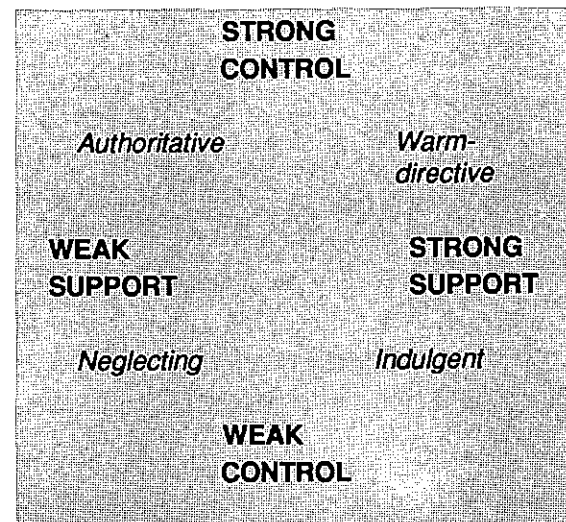 STRONG
CONTROL
Authoritative
Warm-
directive
WEAK
SUPPORT
STRONG
SUPPORT
Neglecting
Indulgent
WEAK
CONTROL